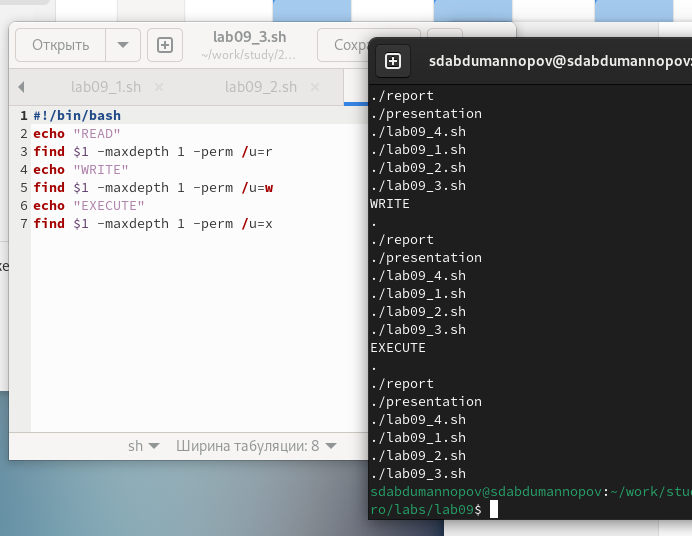 Открыть
lab09_3.sh
~/work/study/2...
Сохра
lab09_1.sh ×
lab09_2.sh ×
1 #!/bin/bash
2 echo "READ"
3 find $1 -maxdepth 1 -perm /u=r
4 echo "WRITE"
5 find $1 -maxdepth 1 -perm /u=w
6 echo "EXECUTE"
7 find $1 -maxdepth 1 -perm /u=x
sh
Ширина табуляции: 8
sdabdumannopov@sdabdumannopov:
./report
./presentation
./lab09_4.sh
./lab09_1.sh
./lab09_2.sh
./lab09_3.sh
WRITE
.
./report
./presentation
./lab09_4.sh
./lab09_1.sh
./lab09_2.sh
./lab09_3.sh
EXECUTE
.
./report
./presentation
./lab09_4.sh
./lab09_1.sh
./lab09_2.sh
./lab09_3.sh
sdabdumannopov@sdabdumannopov:~/work/stu
ro/labs/lab09$